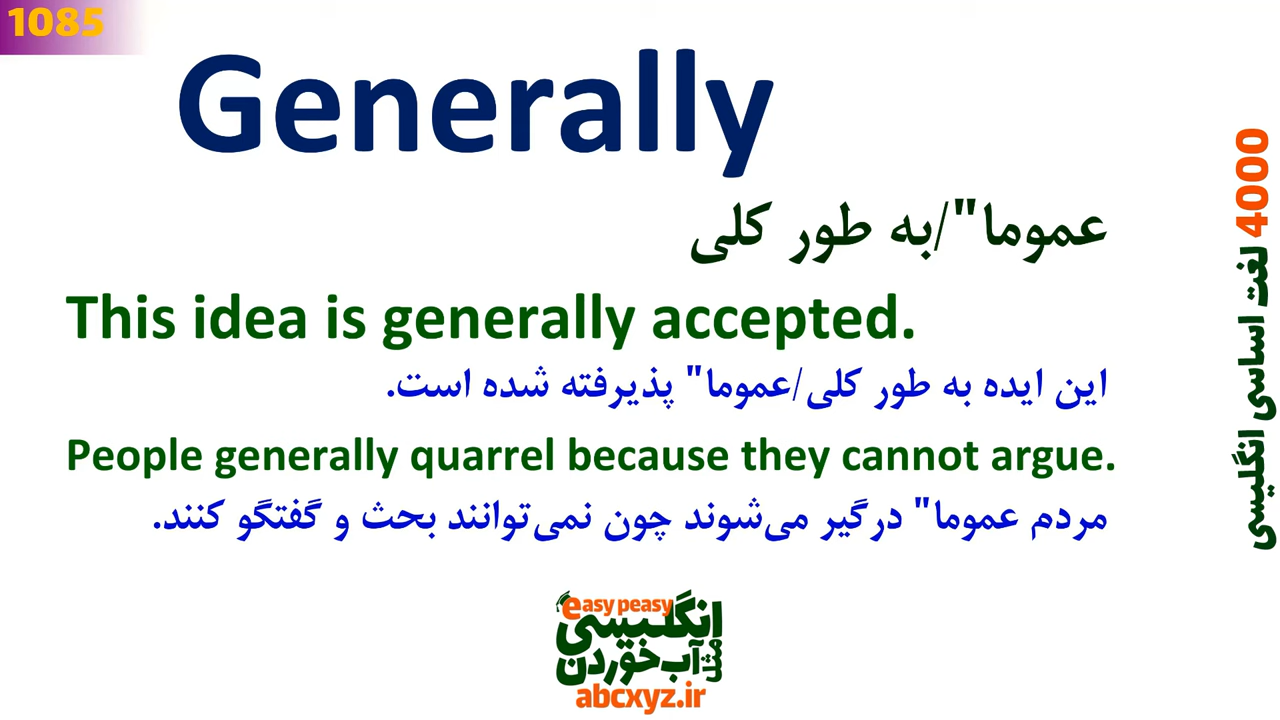 1085
Generally
عموما"/به طور کلی
This idea is generally accepted.
این ایده به طور کلی/عموما" پذیرفته شده است.
People generally quarrel because they cannot argue.
مردم عموما" درگیر می‌شوند چون نمی‌توانند بحث و گفتگو کنند.
4000 لغت اساسی انگلیسی
easy peasy
انگلیسی
مثل آب خوردن
abcxyz.ir